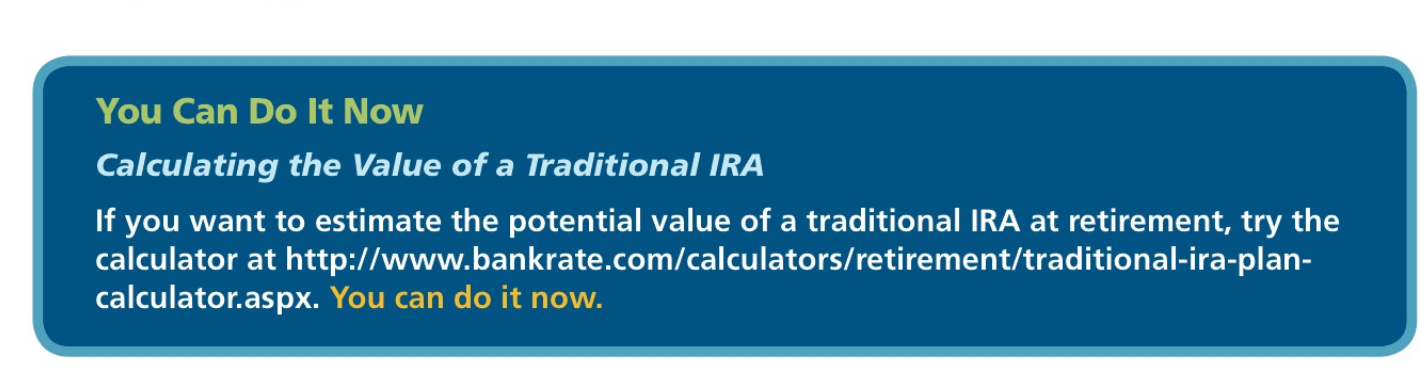 You Can Do It Now
Calculating the Value of a Traditional IRA
If you want to estimate the potential value of a traditional IRA at retirement, try the
calculator at http://www.bankrate.com/calculators/retirement/traditional-ira-plan-
calculator.aspx. You can do it now.